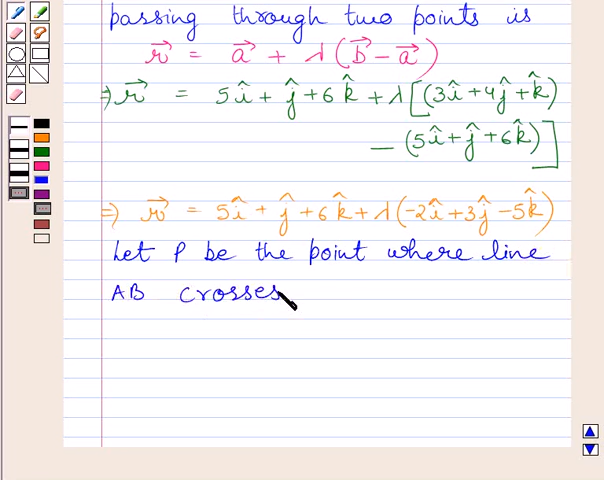 passing through two points is
r⃗ = a⃗ + λ(b⃗ − a⃗)
⇒ r⃗ = 5î + ĵ + 6k̂ + λ[(3î + 4ĵ + k̂)
− (5î + ĵ + 6k̂)]
⇒ r⃗ = 5î + ĵ + 6k̂ + λ(−2î + 3ĵ − 5k̂)
Let P be the point where line
AB crosses